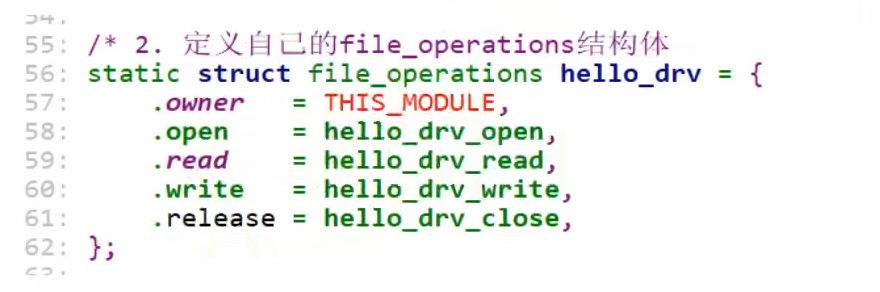 54:
55: /* 2. 定义自己的file_operations结构体
56: static struct file_operations hello_drv = {
57:     .owner   = THIS_MODULE,
58:     .open    = hello_drv_open,
59:     .read    = hello_drv_read,
60:     .write   = hello_drv_write,
61:     .release = hello_drv_close,
62: };